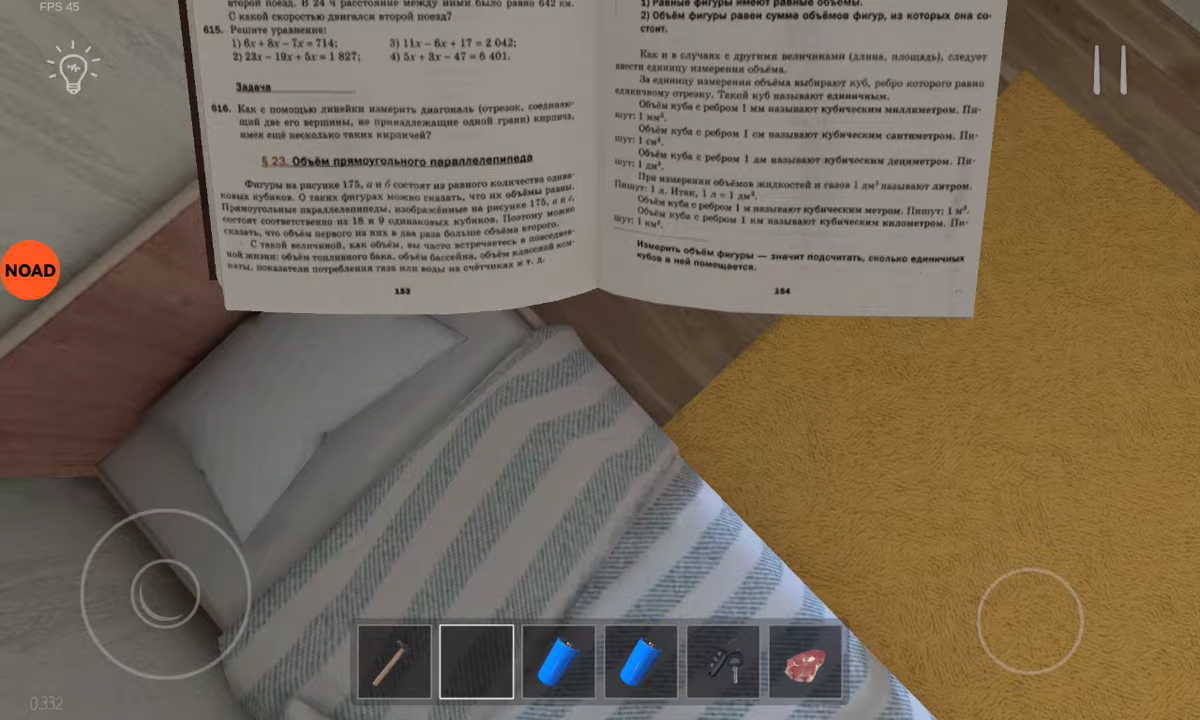 FPS 45
второй поезд. В 24 ч расстояние между ними было равно 642 км.
С какой скоростью двигался второй поезд?
615. Решите уравнение:
1) 6x + 8x − 7x = 714;
3) 11x − 6x + 17 = 2 042;
2) 23x − 19x + 5x = 1 827;
4) 5x + 3x − 47 = 6 401.
Задача
616. Как с помощью линейки измерить диагональ (отрезок, соединяю-
щий две его вершины, не принадлежащие одной грани) кирпича,
имея ещё несколько таких кирпичей?
§ 23. Объём прямоугольного параллелепипеда
Фигуры на рисунке 175, а и б состоят из равного количества одина-
ковых кубиков. О таких фигурах можно сказать, что их объёмы равны.
Прямоугольные параллелепипеды, изображённые на рисунке 175, в и г,
состоят соответственно из 18 и 9 одинаковых кубиков. Поэтому можно
сказать, что объём первого из них в два раза больше объёма второго.
С такой величиной, как объём, вы часто встречаетесь в повседнев-
ной жизни: объём топливного бака, объём бассейна, объём классной ком-
наты, показатели потребления газа или воды на счётчиках и т. д.
153
1) Равные фигуры имеют равные объёмы.
2) Объём фигуры равен сумме объёмов фигур, из которых она со-
стоит.
Как и в случаях с другими величинами (длина, площадь), следует
ввести единицу измерения объёма.
За единицу измерения объёма выбирают куб, ребро которого равно
единичному отрезку. Такой куб называют единичным.
Объём куба с ребром 1 мм называют кубическим миллиметром. Пи-
шут: 1 мм³.
Объём куба с ребром 1 см называют кубическим сантиметром. Пи-
шут: 1 см³.
Объём куба с ребром 1 дм называют кубическим дециметром. Пи-
шут: 1 дм³.
При измерении объёмов жидкостей и газов 1 дм³ называют литром.
Пишут: 1 л. Итак, 1 л = 1 дм³.
Объём куба с ребром 1 м называют кубическим метром. Пишут: 1 м³.
Объём куба с ребром 1 км называют кубическим километром. Пи-
шут: 1 км³.
Измерить объём фигуры — значит подсчитать, сколько единичных
кубов в ней помещается.
154
NOAD
0.332